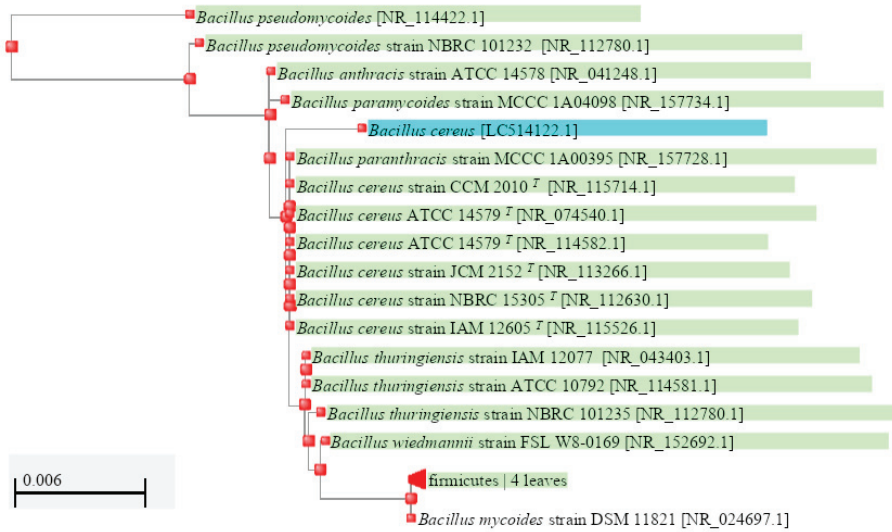 Bacillus pseudomycoides [NR_114422.1]
Bacillus pseudomycoides strain NBRC 101232 [NR_112780.1]
Bacillus anthracis strain ATCC 14578 [NR_041248.1]
Bacillus paramycoides strain MCCC 1A04098 [NR_157734.1]
Bacillus cereus [LC514122.1]
Bacillus paranthracis strain MCCC 1A00395 [NR_157728.1]
Bacillus cereus strain CCM 2010 T [NR_115714.1]
Bacillus cereus ATCC 14579 T [NR_074540.1]
Bacillus cereus ATCC 14579 T [NR_114582.1]
Bacillus cereus strain JCM 2152 T [NR_113266.1]
Bacillus cereus strain NBRC 15305 T [NR_112630.1]
Bacillus cereus strain IAM 12605 T [NR_115526.1]
Bacillus thuringiensis strain IAM 12077 [NR_043403.1]
Bacillus thuringiensis strain ATCC 10792 [NR_114581.1]
Bacillus thuringiensis strain NBRC 101235 [NR_112780.1]
Bacillus wiedmannii strain FSL W8-0169 [NR_152692.1]
firmicutes | 4 leaves
Bacillus mycoides strain DSM 11821 [NR_024697.1]
0.006